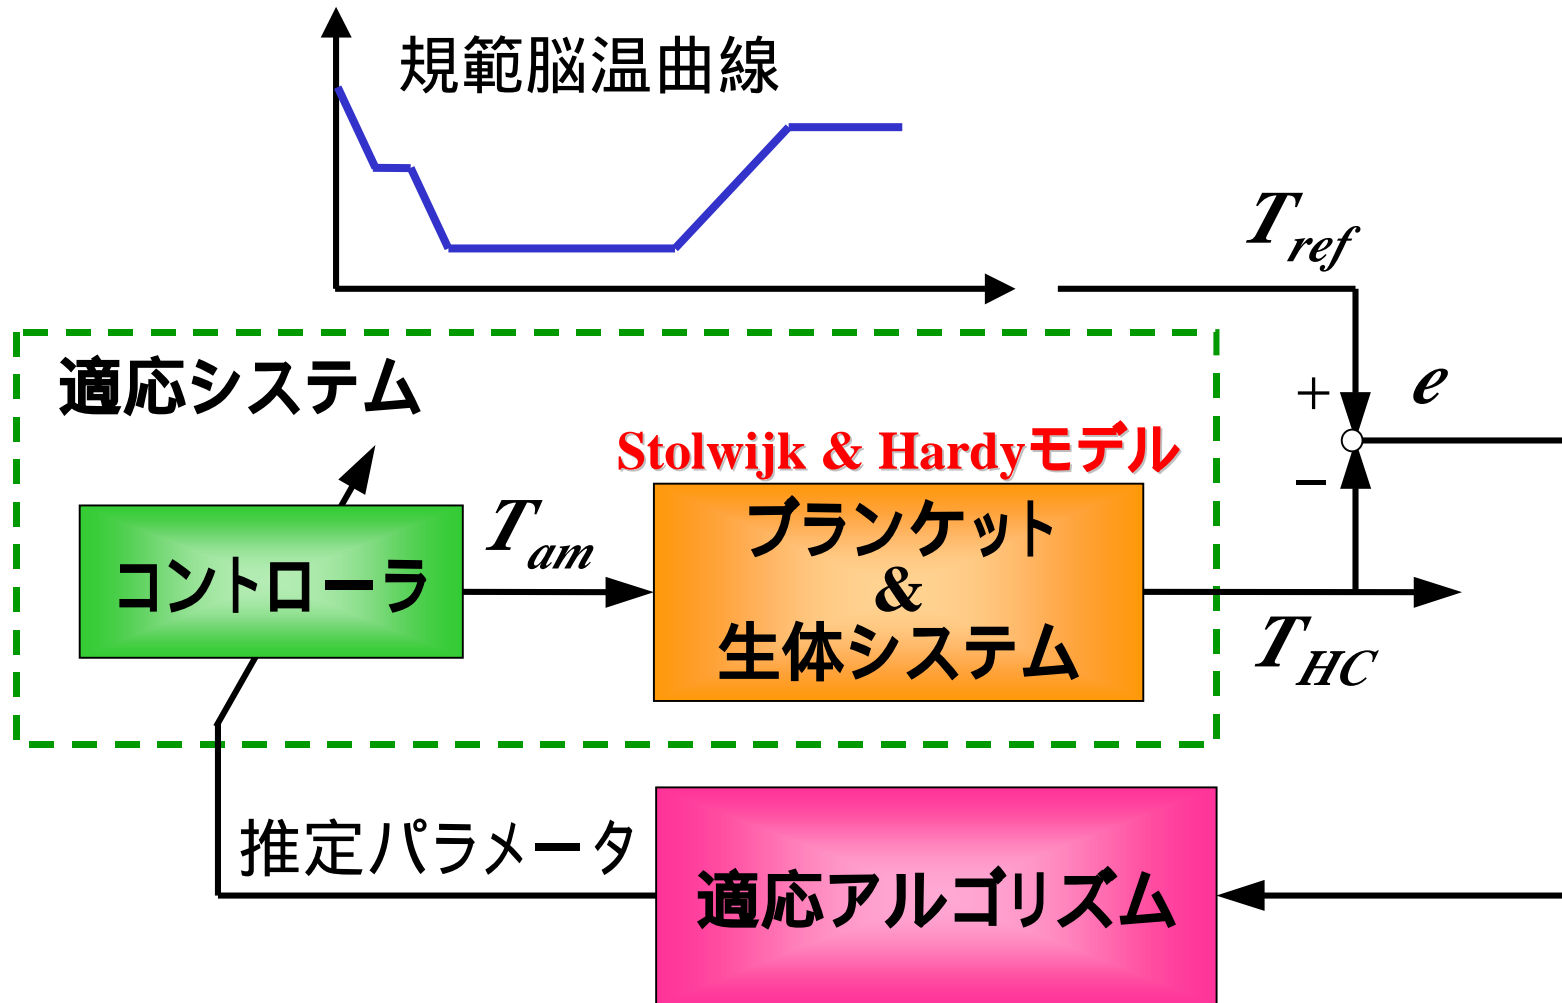 規範脳温曲線
T_ref
適応システム
+
e
Stolwijk & Hardyモデル
−
コントローラ
T_am
ブランケット
&
生体システム
T_HC
推定パラメータ
適応アルゴリズム